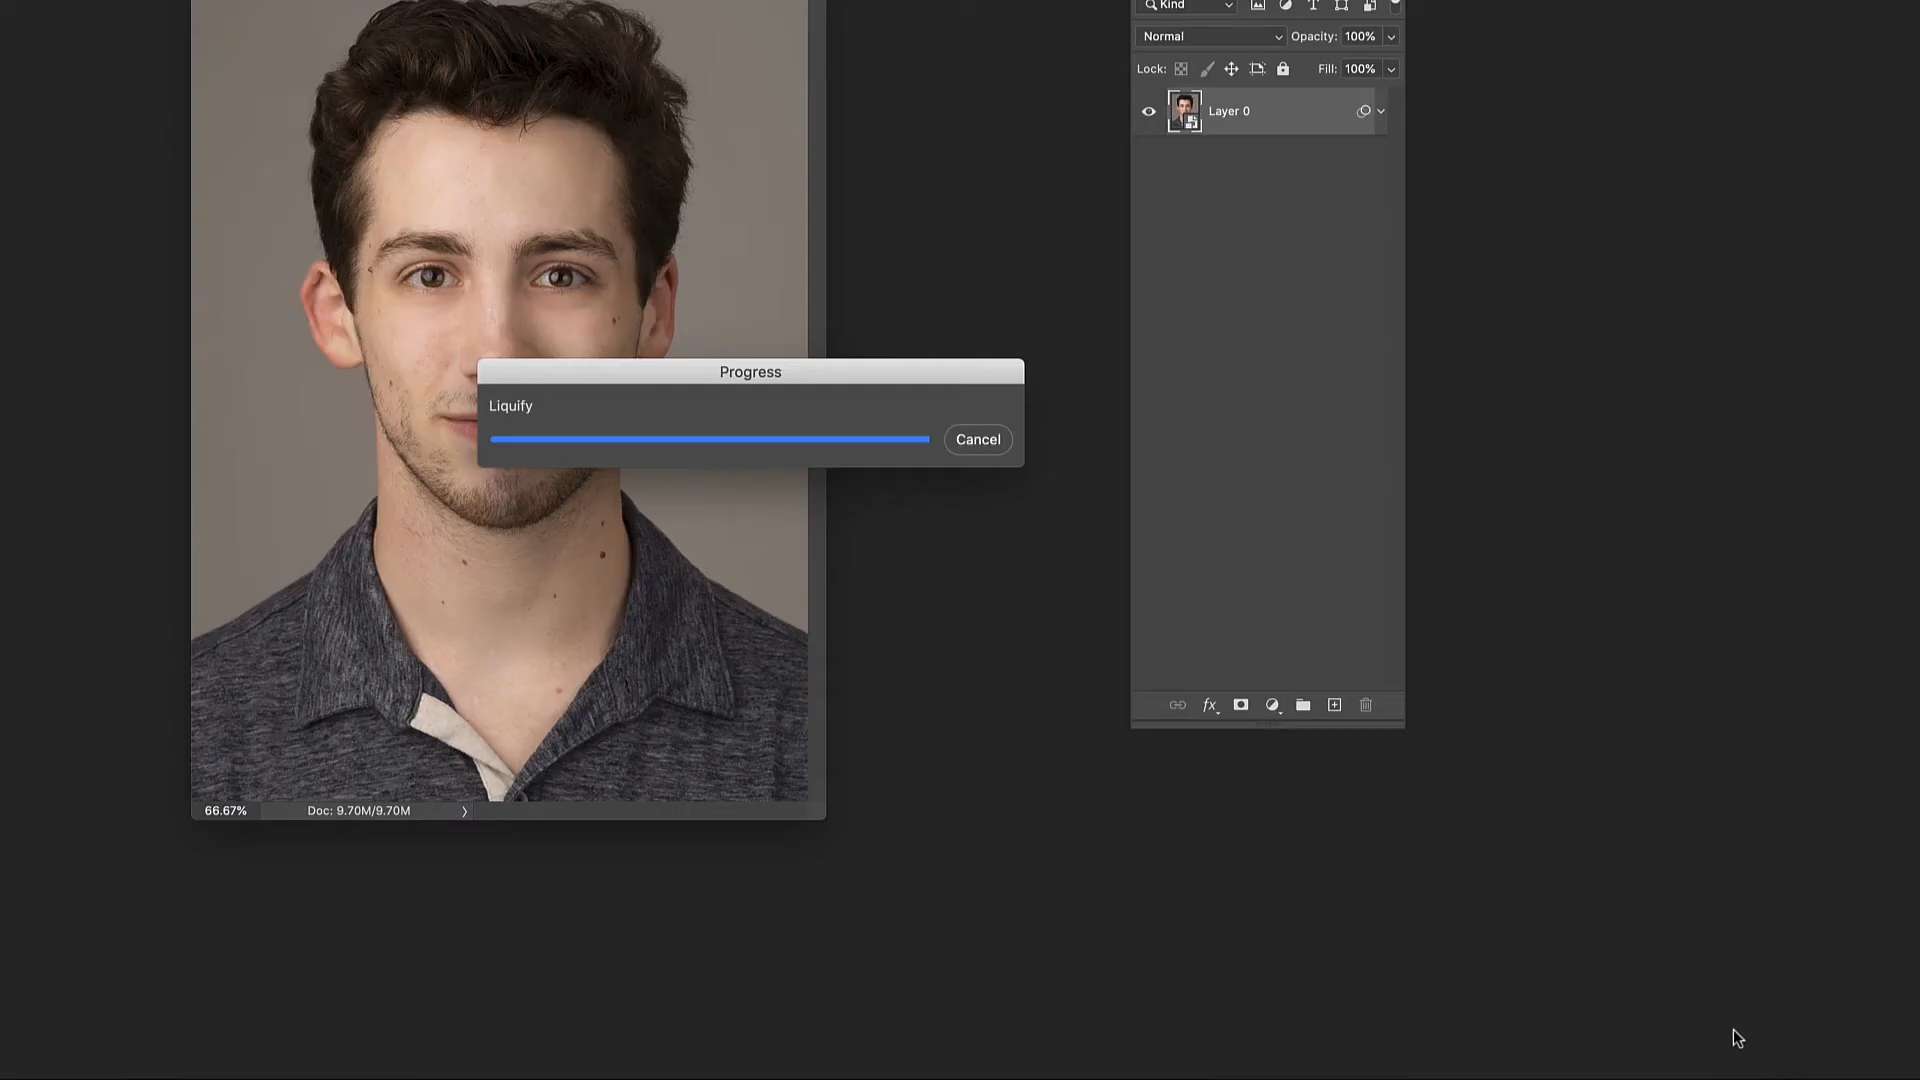 Kind
Normal
Opacity: 100%
Lock:
Fill: 100%
Layer 0
Progress
Liquify
Cancel
fx
66.67%
Doc: 9.70M/9.70M